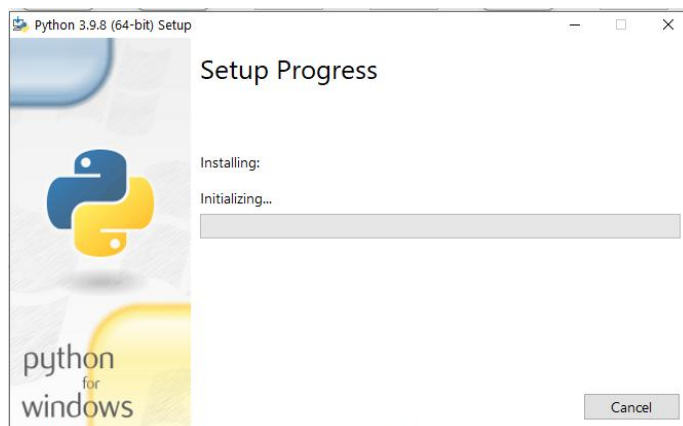 Python 3.9.8 (64-bit) Setup
Setup Progress
Installing:
Initializing...
python
for
windows
Cancel